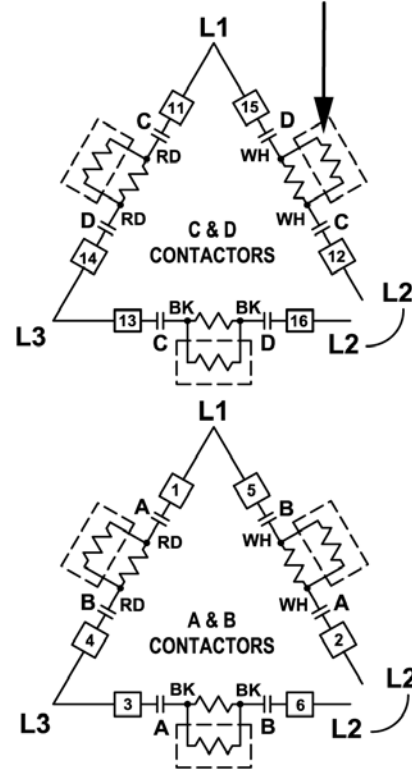 L1
11 15
C D
RD WH
D RD WH C
C & D
CONTACTORS
14 12
L2
BK BK
L3 13 16 L2
C D
L1
1 5
A B
RD WH
B RD WH A
A & B
CONTACTORS
4 2
L2
BK BK
L3 3 6 L2
A B